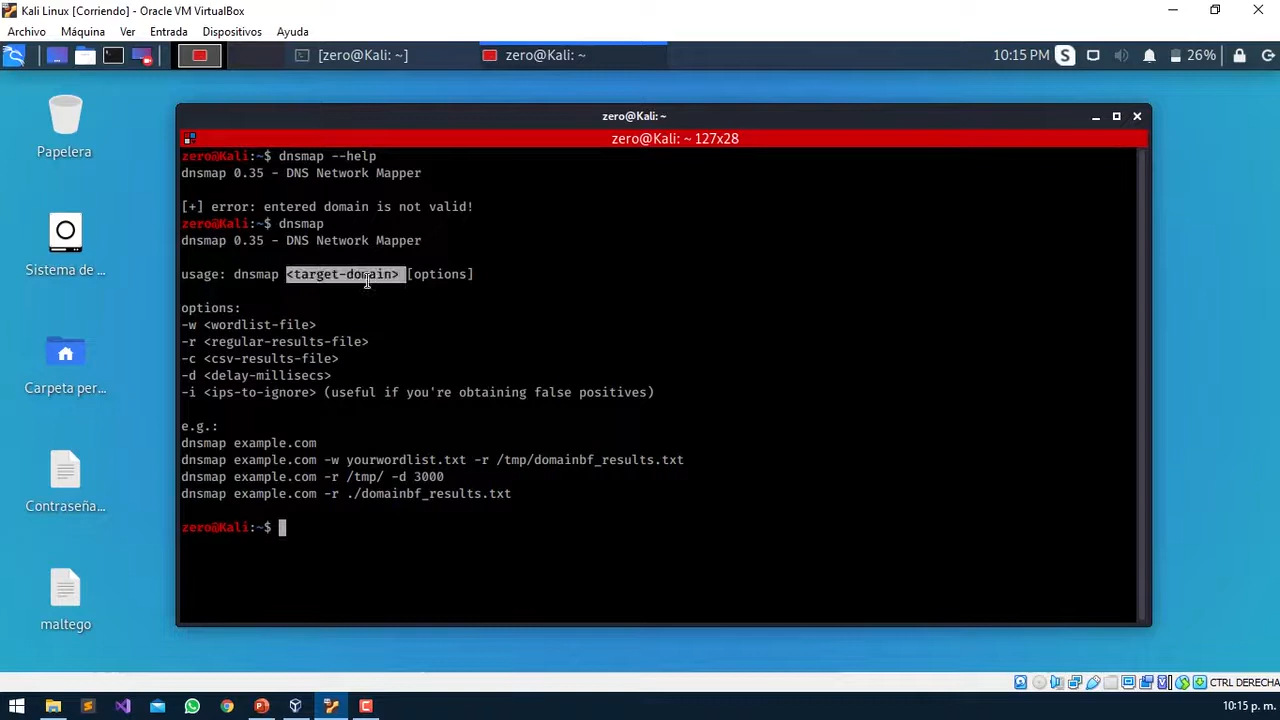 Kali Linux [Corriendo] - Oracle VM VirtualBox
Archivo Máquina Ver Entrada Dispositivos Ayuda
[zero@Kali: ~] zero@Kali: ~ 10:15 PM S 26%
Papelera
Sistema de ...
Carpeta per...
Contraseña...
maltego
zero@Kali: ~
zero@Kali: ~ 127x28
zero@Kali:~$ dnsmap --help
dnsmap 0.35 - DNS Network Mapper
[+] error: entered domain is not valid!
zero@Kali:~$ dnsmap
dnsmap 0.35 - DNS Network Mapper
usage: dnsmap <target-domain> [options]
options:
-w <wordlist-file>
-r <regular-results-file>
-c <csv-results-file>
-d <delay-millisecs>
-i <ips-to-ignore> (useful if you're obtaining false positives)
e.g.:
dnsmap example.com
dnsmap example.com -w yourwordlist.txt -r /tmp/domainbf_results.txt
dnsmap example.com -r /tmp/ -d 3000
dnsmap example.com -r ./domainbf_results.txt
zero@Kali:~$
CTRL DERECHA
10:15 p. m.